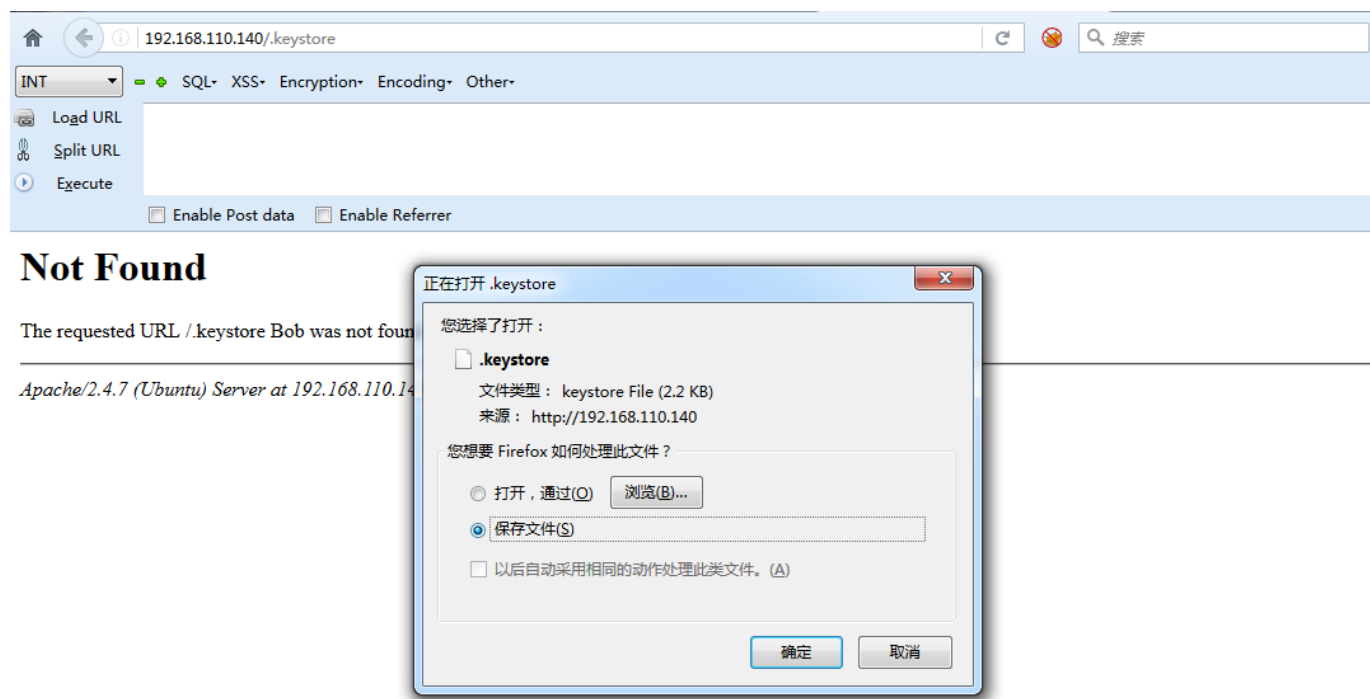 192.168.110.140/.keystore
搜索
INT SQL XSS Encryption Encoding Other
Load URL
Split URL
Execute
Enable Post data Enable Referrer
Not Found
The requested URL /.keystore Bob was not foun
Apache/2.4.7 (Ubuntu) Server at 192.168.110.14
正在打开 .keystore
您选择了打开：
.keystore
文件类型： keystore File (2.2 KB)
来源： http://192.168.110.140
您想要 Firefox 如何处理此文件？
打开，通过(O) 浏览(B)...
保存文件(S)
以后自动采用相同的动作处理此类文件。(A)
确定 取消